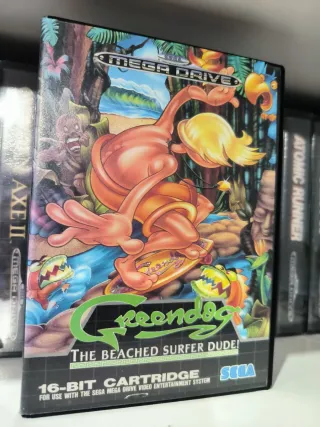 SEGA
MEGA DRIVE
Greendog
THE BEACHED SURFER DUDE!
16-BIT CARTRIDGE
FOR USE WITH THE SEGA MEGA DRIVE VIDEO ENTERTAINMENT SYSTEM
SEGA
AXE II
ATOMIC RUNNER